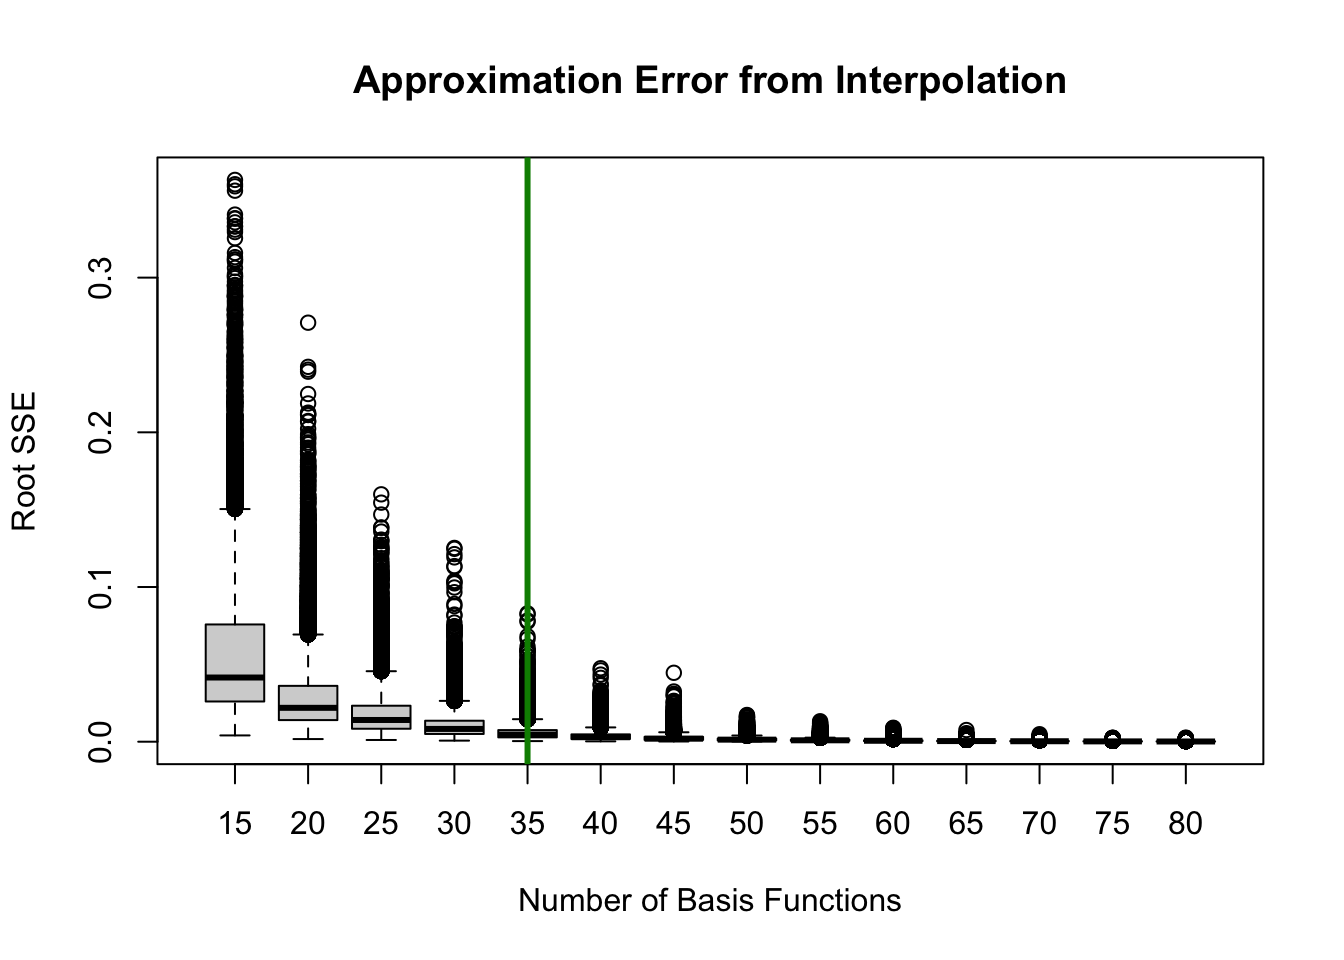 Approximation Error from Interpolation
Root SSE
0.3
0.2
0.1
0.0
15 20 25 30 35 40 45 50 55 60 65 70 75 80
Number of Basis Functions